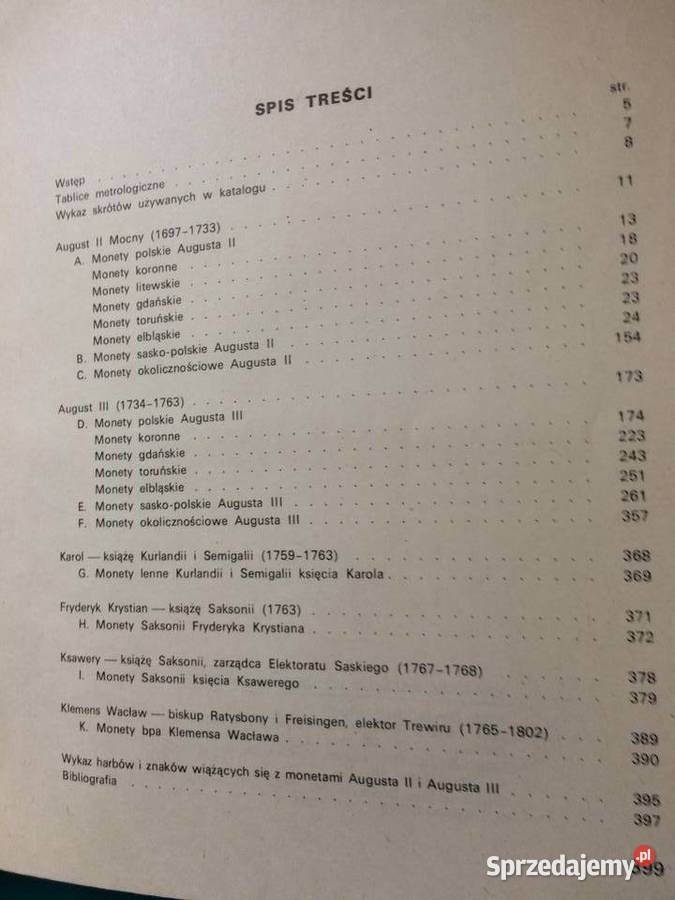 SPIS TREŚCI
str.
Wstęp 5
Tablice metrologiczne 7
Wykaz skrótów uzywanych w katalogu 8
August II Mocny (1697-1733) 11
A. Monety polskie Augusta II
Monety koronne 13
Monety litewskie 18
Monety gdańskie 20
Monety toruńskie 23
Monety elbląskie 23
B. Monety sasko-polskie Augusta II 24
C. Monety okolicznościowe Augusta II 154
August III (1734-1763) 173
D. Monety polskie Augusta III
Monety koronne 174
Monety gdańskie 223
Monety toruńskie 243
Monety elbląskie 251
E. Monety sasko-polskie Augusta III 261
F. Monety okolicznościowe Augusta III 357
Karol — książę Kurlandii i Semigalii (1759-1763) 368
G. Monety lenne Kurlandii i Semigalii księcia Karola 369
Fryderyk Krystian — książę Saksonii (1763) 371
H. Monety Saksonii Fryderyka Krystiana 372
Ksawery — książę Saksonii, zarządca Elektoratu Saskiego (1767-1768) 378
I. Monety Saksonii księcia Ksawerego 379
Klemens Wacław — biskup Ratysbony i Freisingen, elektor Trewiru (1765-1802) 389
K. Monety bpa Klemensa Wacława 390
Wykaz harbów i znaków wiążących się z monetami Augusta II i Augusta III 395
Bibliografia 397
399
Sprzedajemy.pl